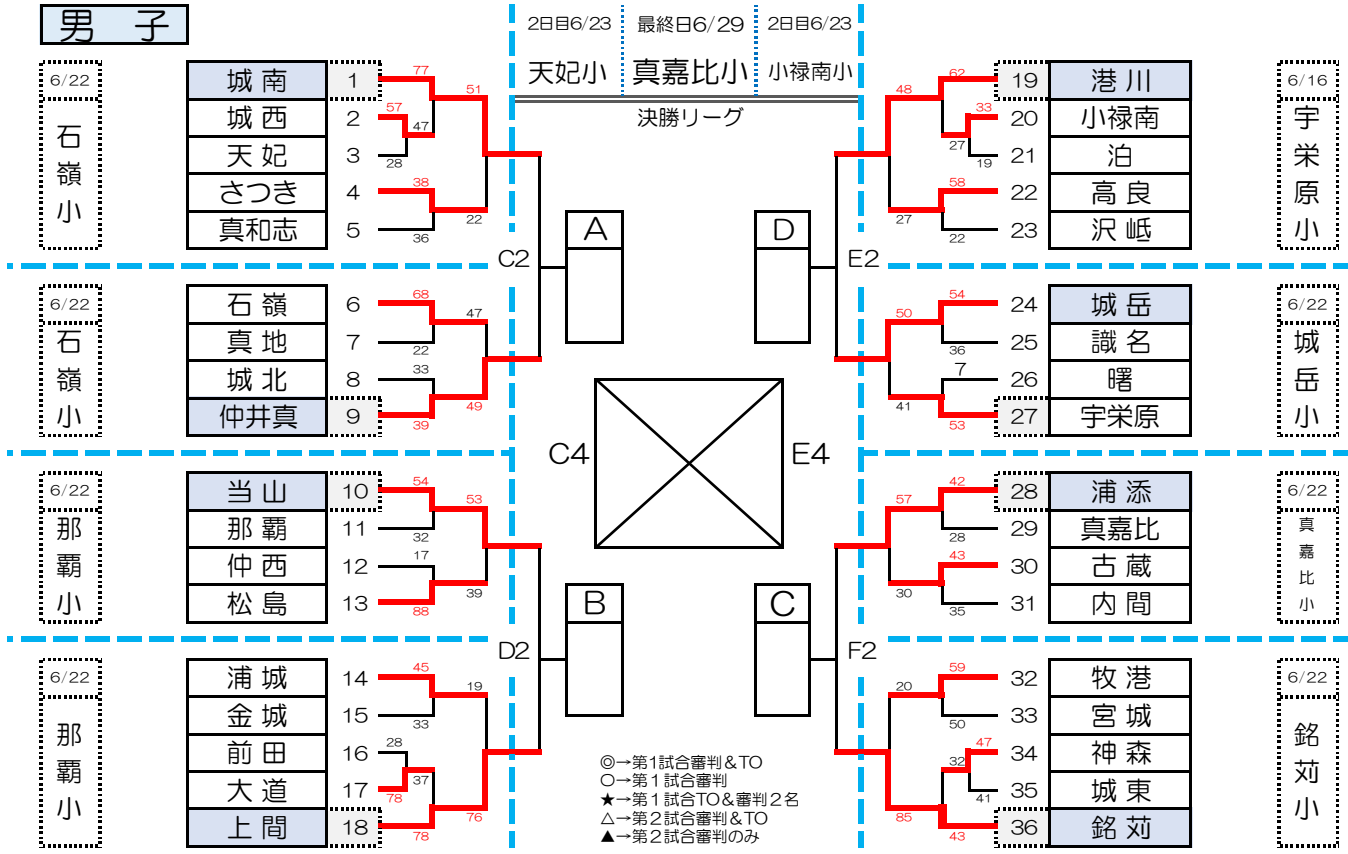 男 子
2日目6/23 最終日6/29 2日目6/23
天妃小 真嘉比小 小禄南小
決勝リーグ
6/22
石嶺小
城南 1 77
城西 2 57
天妃 3 28
47
51
さつき 4 38
真和志 5 36
22
6/22
石嶺小
石嶺 6 68
真地 7 22
47
城北 8 33
仲井真 9 39
49
C2
A
6/22
那覇小
当山 10 54
那覇 11 32
53
仲西 12 17
松島 13 88
39
6/22
那覇小
浦城 14 45
金城 15 33
19
前田 16 28
大道 17 78
37
上間 18 78
76
D2
B
C4
E4
6/16
宇栄原小
62 19 港川
33 20 小禄南
19 21 泊
27
48
58 22 高良
22 23 沢岻
27
6/22
城岳小
54 24 城岳
36 25 識名
50
7 26 曙
53 27 宇栄原
41
E2
D
6/22
真嘉比小
42 28 浦添
28 29 真嘉比
57
43 30 古蔵
35 31 内間
30
6/22
銘苅小
59 32 牧港
50 33 宮城
20
47 34 神森
41 35 城東
32
43 36 銘苅
85
F2
C
◎→第1試合審判&TO
○→第1試合審判
★→第1試合TO&審判2名
△→第2試合審判&TO
▲→第2試合審判のみ